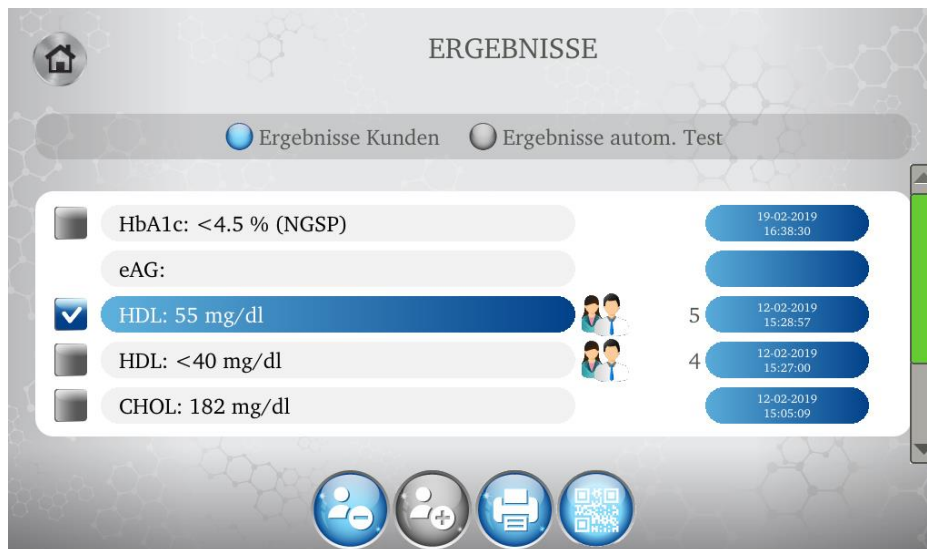 ERGEBNISSE
Ergebnisse Kunden Ergebnisse autom. Test
HbA1c: <4.5 % (NGSP) 19-02-2019
16:38:30
eAG:
HDL: 55 mg/dl 5 12-02-2019
15:28:57
HDL: <40 mg/dl 4 12-02-2019
15:27:00
CHOL: 182 mg/dl 12-02-2019
15:05:09